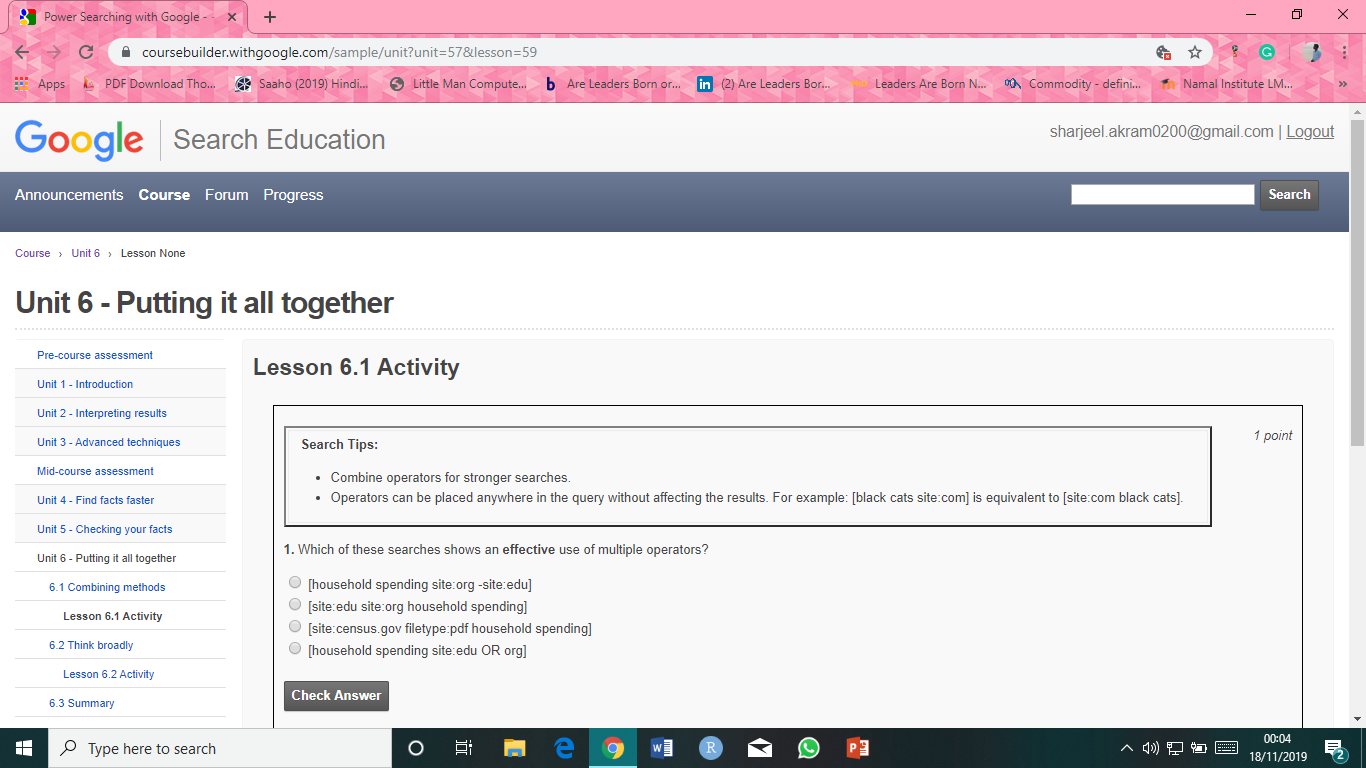 Power Searching with Google -
coursebuilder.withgoogle.com/sample/unit?unit=57&lesson=59
Apps PDF Download Tho... Saaho (2019) Hindi... Little Man Compute... Are Leaders Born or... (2) Are Leaders Bor... Leaders Are Born N... Commodity - defini... Namal Institute LM... »
Google Search Education
sharjeel.akram0200@gmail.com | Logout
Announcements Course Forum Progress
Search
Course › Unit 6 › Lesson None
Unit 6 - Putting it all together
Pre-course assessment
Unit 1 - Introduction
Unit 2 - Interpreting results
Unit 3 - Advanced techniques
Mid-course assessment
Unit 4 - Find facts faster
Unit 5 - Checking your facts
Unit 6 - Putting it all together
6.1 Combining methods
Lesson 6.1 Activity
6.2 Think broadly
Lesson 6.2 Activity
6.3 Summary
Lesson 6.1 Activity
1 point
Search Tips:
• Combine operators for stronger searches.
• Operators can be placed anywhere in the query without affecting the results. For example: [black cats site:com] is equivalent to [site:com black cats].
1. Which of these searches shows an effective use of multiple operators?
[household spending site:org -site:edu]
[site:edu site:org household spending]
[site:census.gov filetype:pdf household spending]
[household spending site:edu OR org]
Check Answer
Type here to search
00:04
18/11/2019
2